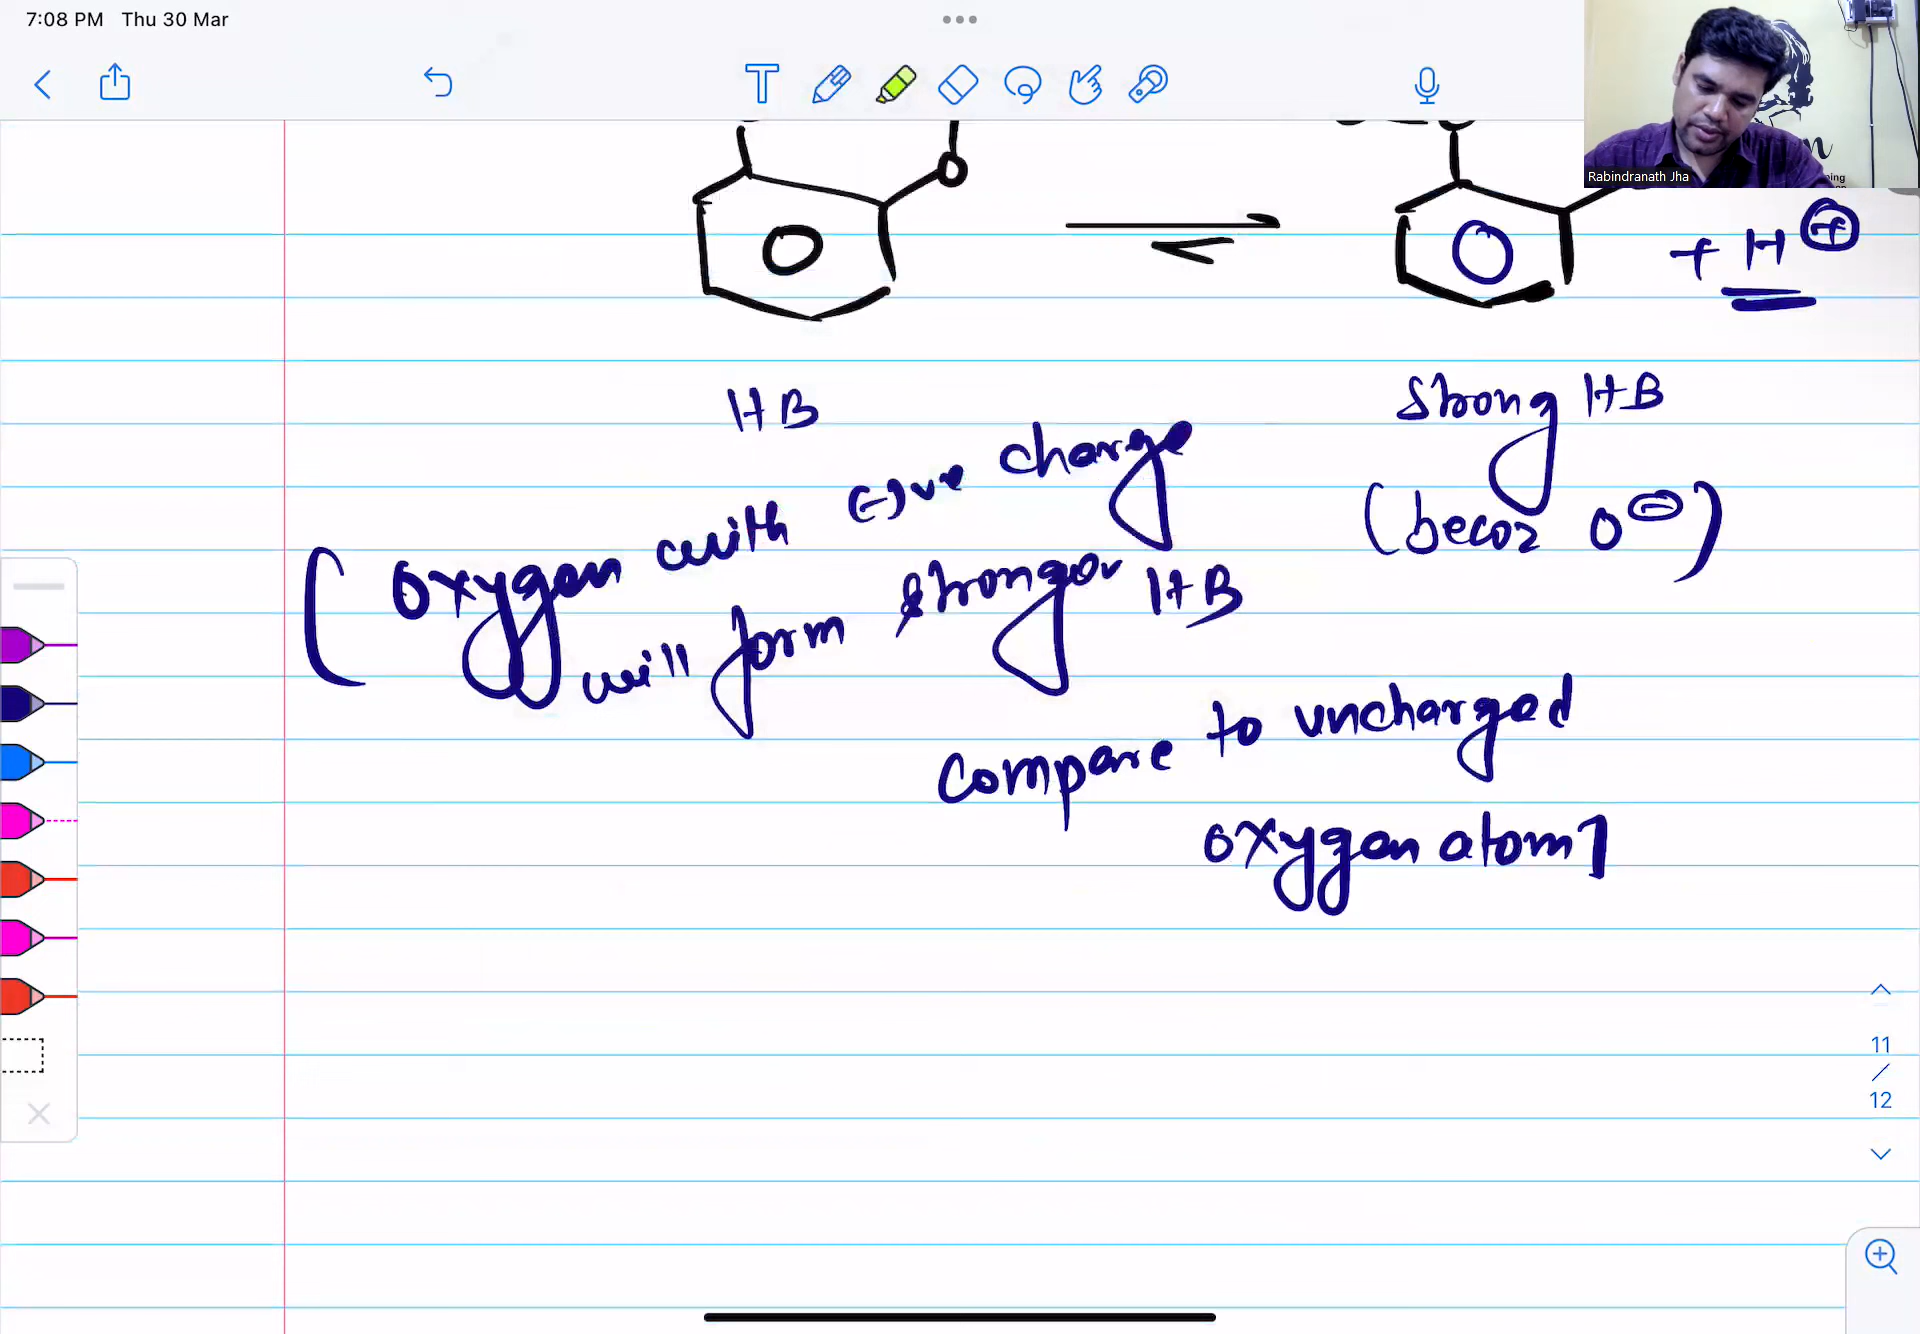 7:08 PM Thu 30 Mar
T
Rabindranath Jha
O
+ H ⊕
HB
Strong HB
(becoz O⊖)
[oxygen with (-)ve charge
will form stronger HB
compare to uncharged
oxygen atom]
11
/
12